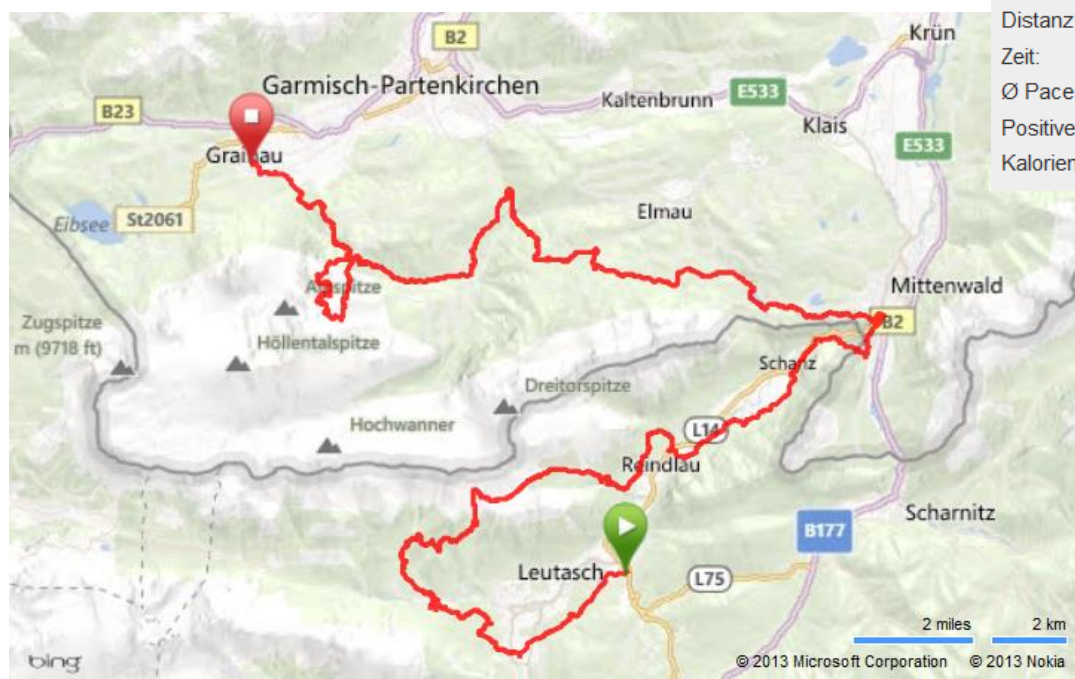 Distanz
Zeit:
Ø Pace
Positive
Kalorien
B2
Krün
Garmisch-Partenkirchen
B23
Kaltenbrunn
E533
Klais
E533
St2061
Eibsee
Elmau
Mittenwald
B2
Zugspitze
m (9718 ft)
Höllentalspitze
Schanz
Dreitorspitze
Hochwanner
L14
Reindlau
Scharnitz
B177
Leutasch
L75
2 miles
2 km
bing
© 2013 Microsoft Corporation © 2013 Nokia